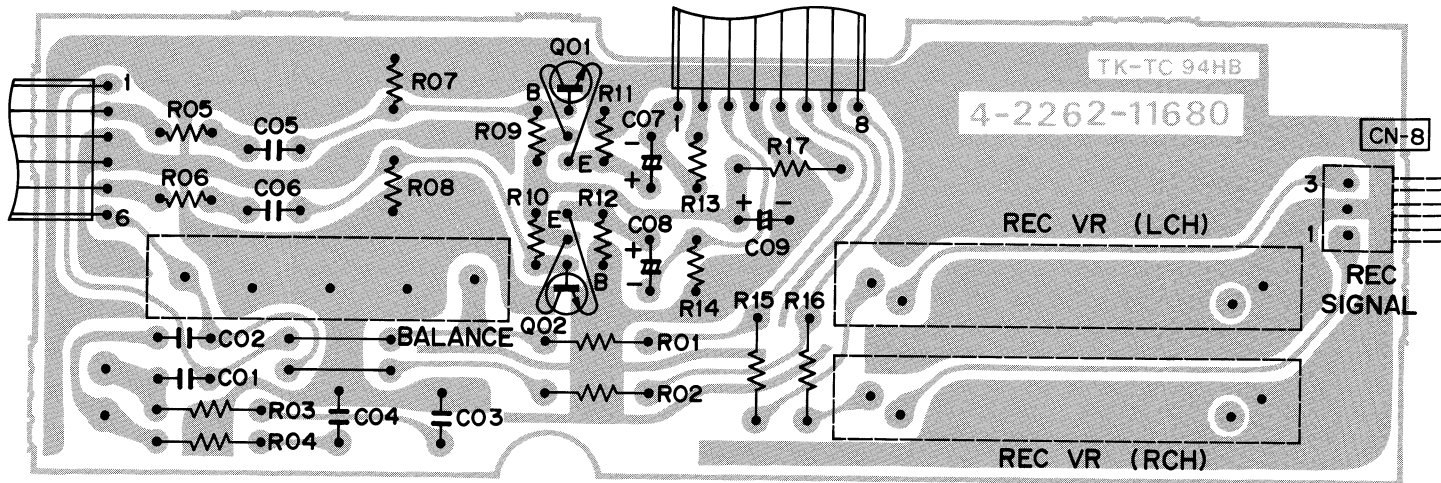 Q01
R07
TK-TC 94HB
1
B
R11
R05
C07
4-2262-11680
C05
R09
1
8
-
R17
CN-8
E
+
R06
3
C06
R08
R10
R12
R13
+ -
6
E
C08
REC VR (LCH)
+
C09
1
B
-
REC
R14
R15
R16
SIGNAL
Q02
C02
BALANCE
R01
C01
R02
R03
C04
C03
R04
REC VR (RCH)